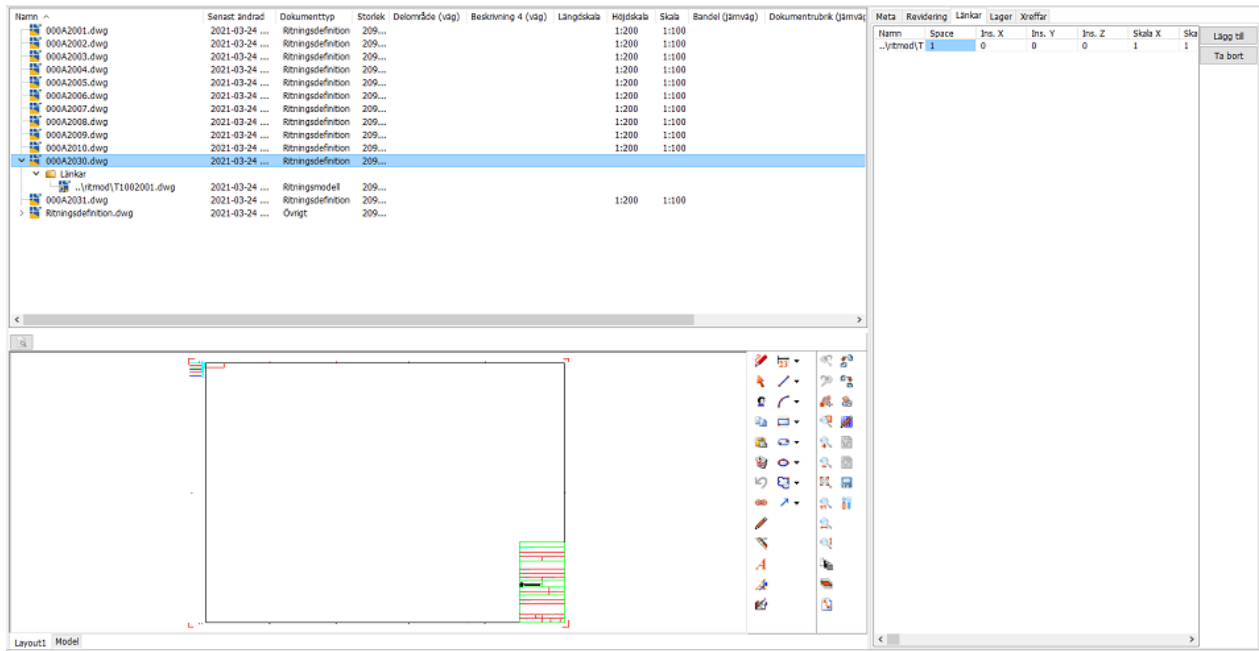 Namn Senast ändrad Dokumenttyp Storlek Delområde (väg) Beskrivning 4 (väg) Längdskala Höjdskala Skala Bandel (järnväg) Dokumentrubrik (järnväg
000A2001.dwg 2021-03-24 ... Ritningsdefinition 209... 1:200 1:100
000A2002.dwg 2021-03-24 ... Ritningsdefinition 209... 1:200 1:100
000A2003.dwg 2021-03-24 ... Ritningsdefinition 209... 1:200 1:100
000A2004.dwg 2021-03-24 ... Ritningsdefinition 209... 1:200 1:100
000A2005.dwg 2021-03-24 ... Ritningsdefinition 209... 1:200 1:100
000A2006.dwg 2021-03-24 ... Ritningsdefinition 209... 1:200 1:100
000A2007.dwg 2021-03-24 ... Ritningsdefinition 209... 1:200 1:100
000A2008.dwg 2021-03-24 ... Ritningsdefinition 209... 1:200 1:100
000A2009.dwg 2021-03-24 ... Ritningsdefinition 209... 1:200 1:100
000A2010.dwg 2021-03-24 ... Ritningsdefinition 209... 1:200 1:100
000A2030.dwg 2021-03-24 ... Ritningsdefinition 209...
Länkar
..\ritmod\T1002001.dwg 2021-03-24 ... Ritningsmodell 209...
000A2031.dwg 2021-03-24 ... Ritningsdefinition 209... 1:200 1:100
Ritningsdefinition.dwg 2021-03-24 ... Övrigt 209...
Meta Revidering Länkar Lager Xreffar
Namn Space Ins. X Ins. Y Ins. Z Skala X Ska
..\ritmod\T 1 0 0 0 1 1
Lägg till
Ta bort
Layout1 Model